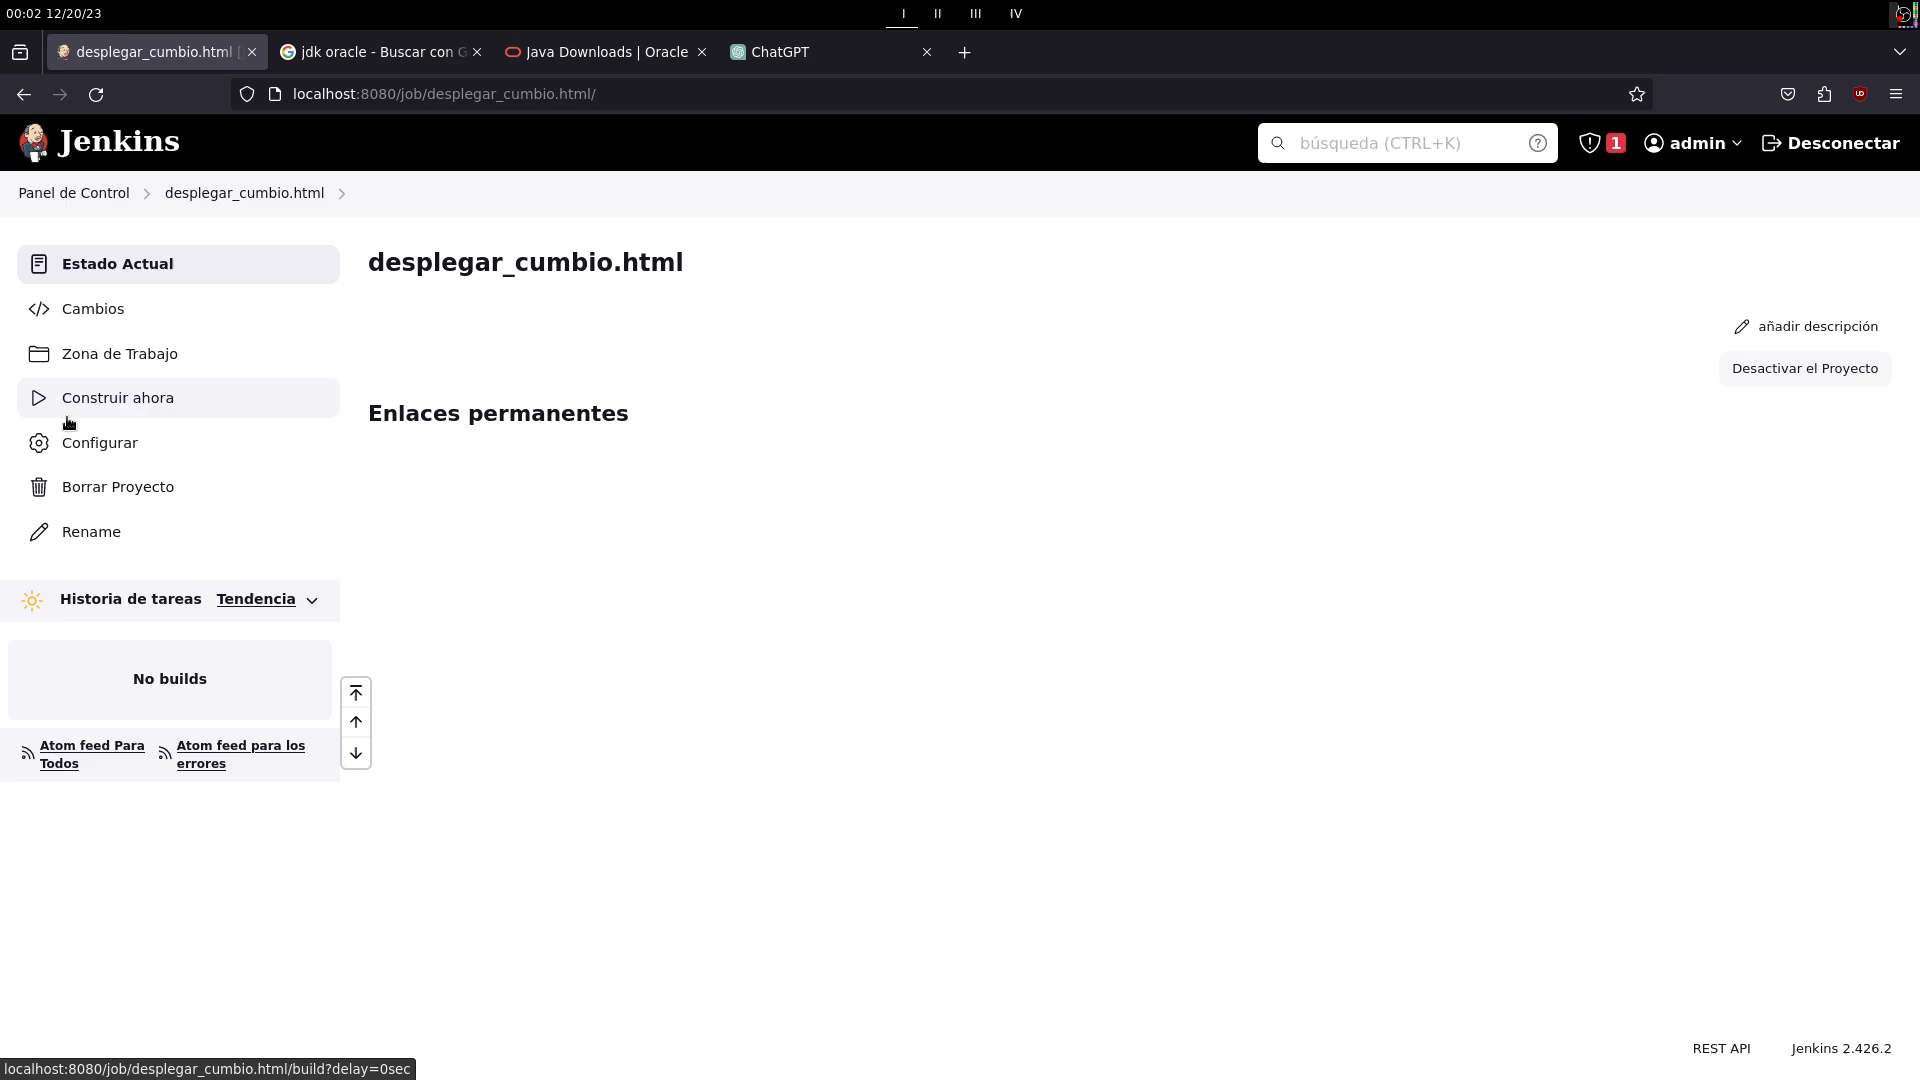 00:02 12/20/23
I II III IV
desplegar_cumbio.html
jdk oracle - Buscar con G
Java Downloads | Oracle
ChatGPT
localhost:8080/job/desplegar_cumbio.html/
Jenkins
búsqueda (CTRL+K)
1
admin
Desconectar
Panel de Control
desplegar_cumbio.html
Estado Actual
Cambios
Zona de Trabajo
Construir ahora
Configurar
Borrar Proyecto
Rename
desplegar_cumbio.html
añadir descripción
Desactivar el Proyecto
Enlaces permanentes
Historia de tareas Tendencia
No builds
Atom feed Para
Todos
Atom feed para los
errores
REST API
Jenkins 2.426.2
localhost:8080/job/desplegar_cumbio.html/build?delay=0sec